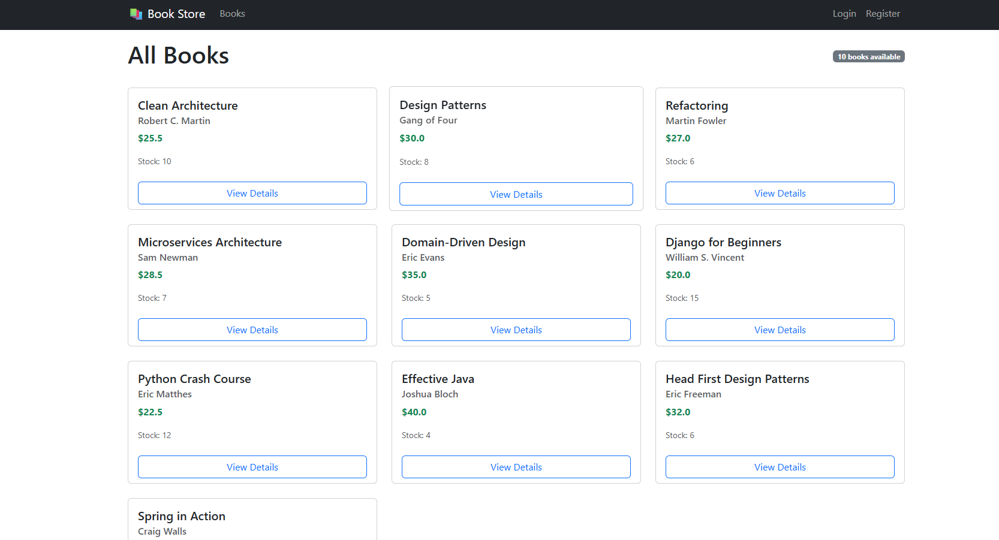 Book Store Books Login Register
All Books
10 books available
Clean Architecture
Robert C. Martin
$25.5
Stock: 10
View Details
Design Patterns
Gang of Four
$30.0
Stock: 8
View Details
Refactoring
Martin Fowler
$27.0
Stock: 6
View Details
Microservices Architecture
Sam Newman
$28.5
Stock: 7
View Details
Domain-Driven Design
Eric Evans
$35.0
Stock: 5
View Details
Django for Beginners
William S. Vincent
$20.0
Stock: 15
View Details
Python Crash Course
Eric Matthes
$22.5
Stock: 12
View Details
Effective Java
Joshua Bloch
$40.0
Stock: 4
View Details
Head First Design Patterns
Eric Freeman
$32.0
Stock: 6
View Details
Spring in Action
Craig Walls